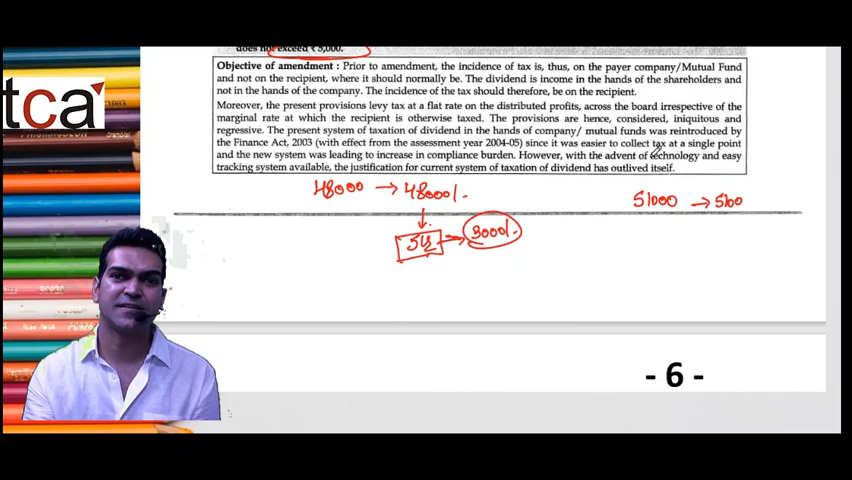 does not exceed ₹ 5,000.
Objective of amendment : Prior to amendment, the incidence of tax is, thus, on the payer company/Mutual Fund
and not on the recipient, where it should normally be. The dividend is income in the hands of the shareholders and
not in the hands of the company. The incidence of the tax should therefore, be on the recipient.
Moreover, the present provisions levy tax at a flat rate on the distributed profits, across the board irrespective of the
marginal rate at which the recipient is otherwise taxed. The provisions are hence, considered, iniquitous and
regressive. The present system of taxation of dividend in the hands of company/ mutual funds was reintroduced by
the Finance Act, 2003 (with effect from the assessment year 2004-05) since it was easier to collect tax at a single point
and the new system was leading to increase in compliance burden. However, with the advent of technology and easy
tracking system available, the justification for current system of taxation of dividend has outlived itself.
tca
48000 → 48000/-
51000 → 5100
3000/-
- 6 -